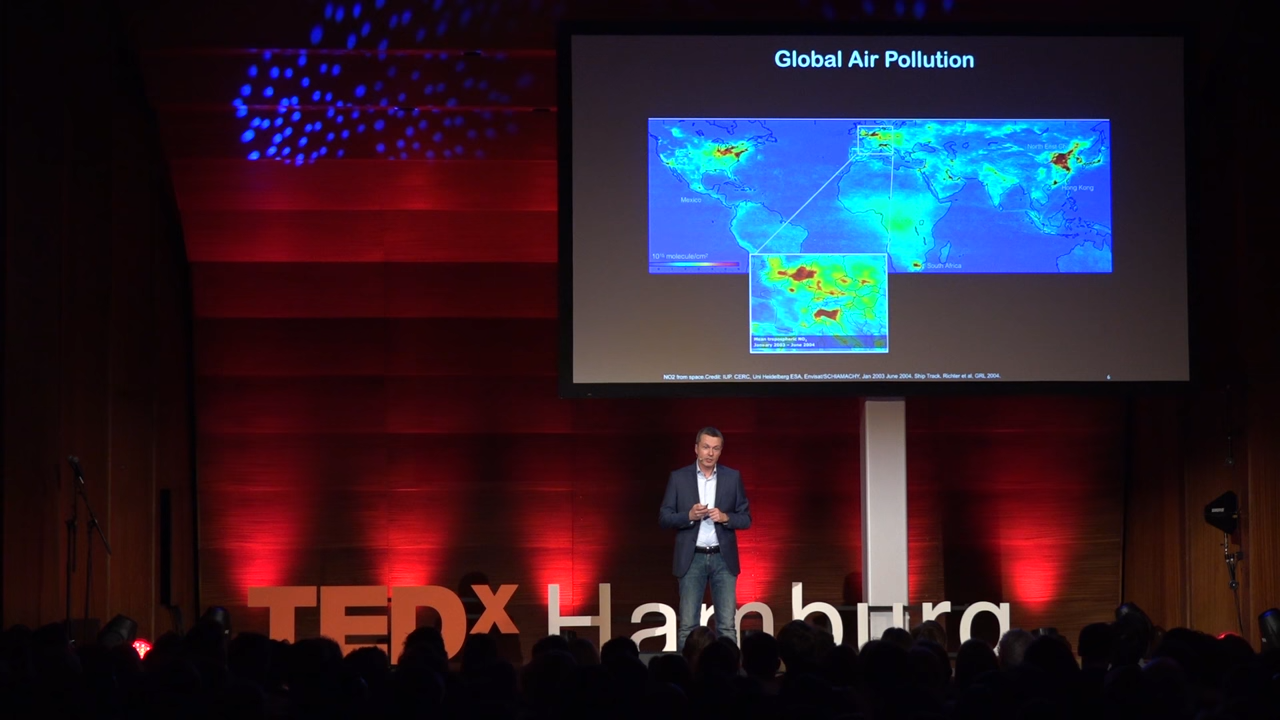 Global Air Pollution
North East Ch
Hong Kong
Mexico
10¹⁵ molecule/cm²
South Africa
Mean tropospheric NO₂
January 2003 - June 2004
NO2 from space.Credit: IUP, CERC, Uni Heidelberg ESA, Envisat/SCHIAMACHY, Jan 2003 June 2004. Ship Track, Richter et al, GRL 2004.
TEDx Hamburg